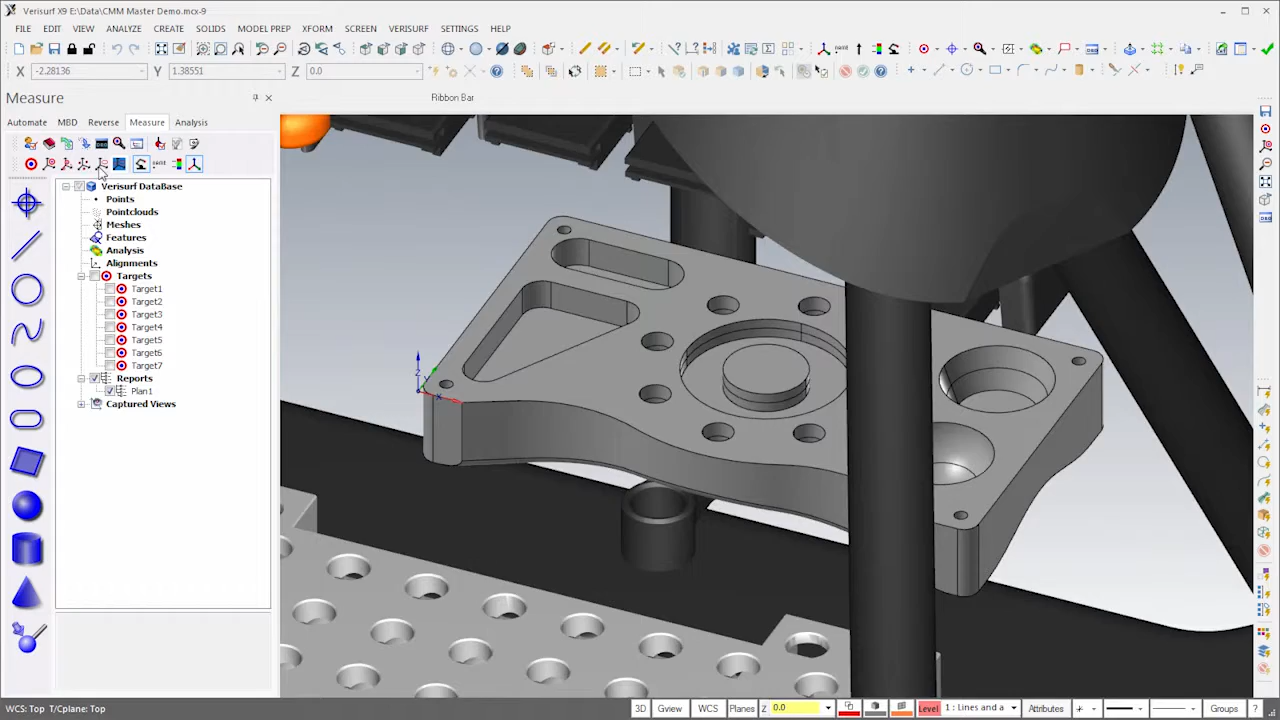 Verisurf X9 E:\Data\CMM Master Demo.mcx-9
FILE EDIT VIEW ANALYZE CREATE SOLIDS MODEL PREP XFORM SCREEN VERISURF SETTINGS HELP
X -2.28136 Y 1.38551 Z 0.0
Measure
Ribbon Bar
Automate MBD Reverse Measure Analysis
Verisurf DataBase
Points
Pointclouds
Meshes
Features
Analysis
Alignments
Targets
Target1
Target2
Target3
Target4
Target5
Target6
Target7
Reports
Plan1
Captured Views
Z
X
WCS: Top T/Cplane: Top
3D Gview WCS Planes Z 0.0 Level 1 : Lines and a Attributes Groups ?